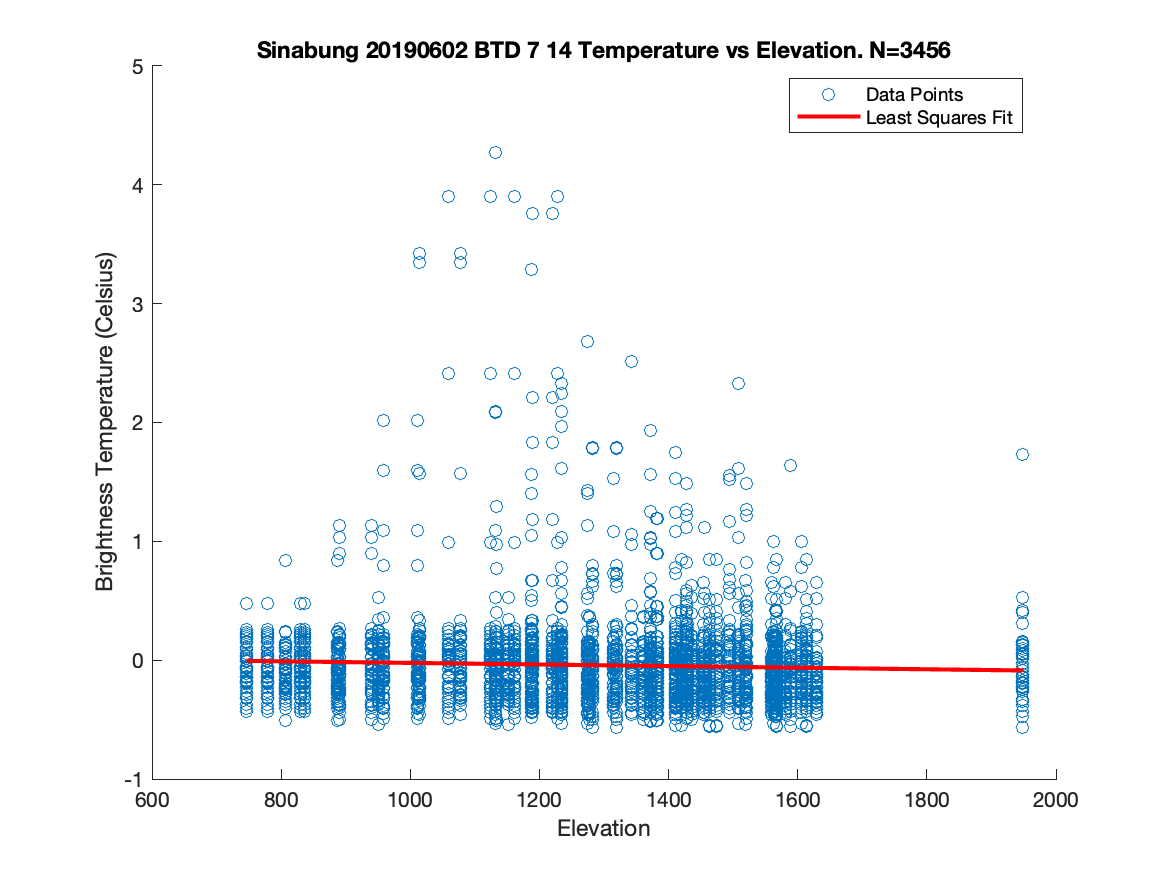 Sinabung 20190602 BTD 7 14 Temperature vs Elevation. N=3456
Data Points
Least Squares Fit
Brightness Temperature (Celsius)
5
4
3
2
1
0
-1
600 800 1000 1200 1400 1600 1800 2000
Elevation